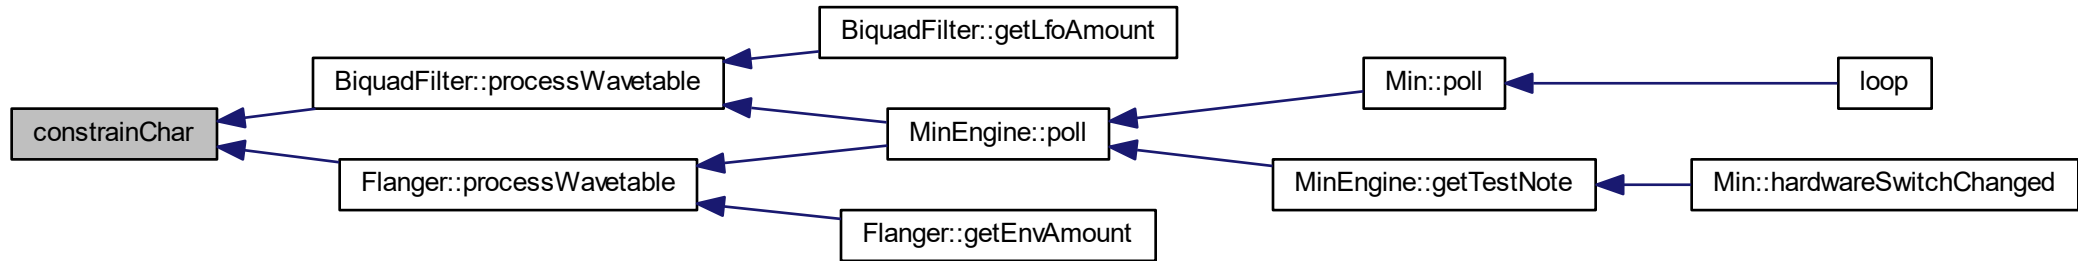 BiquadFilter::getLfoAmount
BiquadFilter::processWavetable
Min::poll
loop
constrainChar
MinEngine::poll
Flanger::processWavetable
MinEngine::getTestNote
Min::hardwareSwitchChanged
Flanger::getEnvAmount